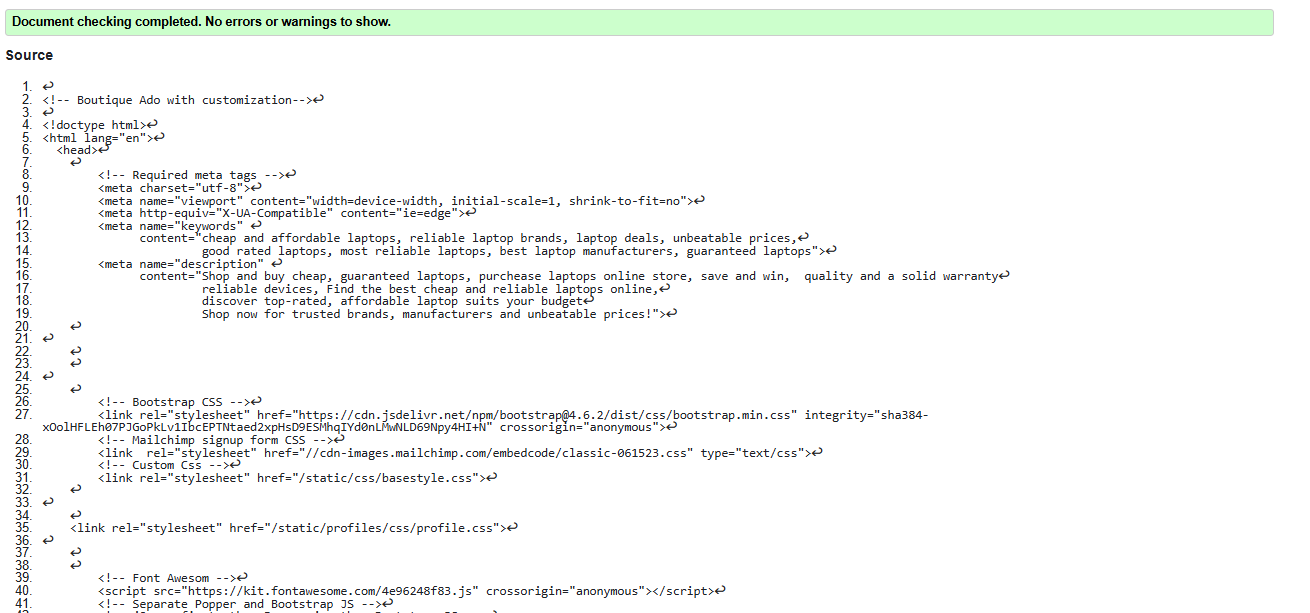 Document checking completed. No errors or warnings to show.
Source
1. ↩
2. <!-- Boutique Ado with customization-->↩
3. ↩
4. <!doctype html>↩
5. <html lang="en">↩
6. <head>↩
7. ↩
8. <!-- Required meta tags -->↩
9. <meta charset="utf-8">↩
10. <meta name="viewport" content="width=device-width, initial-scale=1, shrink-to-fit=no">↩
11. <meta http-equiv="X-UA-Compatible" content="ie=edge">↩
12. <meta name="keywords" ↩
13. content="cheap and affordable laptops, reliable laptop brands, laptop deals, unbeatable prices,↩
14. good rated laptops, most reliable laptops, best laptop manufacturers, guaranteed laptops">↩
15. <meta name="description" ↩
16. content="Shop and buy cheap, guaranteed laptops, purchease laptops online store, save and win,  quality and a solid warranty↩
17. reliable devices, Find the best cheap and reliable laptops online,↩
18. discover top-rated, affordable laptop suits your budget↩
19. Shop now for trusted brands, manufacturers and unbeatable prices!">↩
20. ↩
21. ↩
22. ↩
23. ↩
24. ↩
25. ↩
26. <!-- Bootstrap CSS -->↩
27. <link rel="stylesheet" href="https://cdn.jsdelivr.net/npm/bootstrap@4.6.2/dist/css/bootstrap.min.css" integrity="sha384-
xOolHFLEh07PJGoPkLv1IbcEPTNtaed2xpHsD9ESMhqIYd0nLMwNLD69Npy4HI+N" crossorigin="anonymous">↩
28. <!-- Mailchimp signup form CSS -->↩
29. <link  rel="stylesheet" href="//cdn-images.mailchimp.com/embedcode/classic-061523.css" type="text/css">↩
30. <!-- Custom Css -->↩
31. <link rel="stylesheet" href="/static/css/basestyle.css">↩
32. ↩
33. ↩
34. ↩
35. <link rel="stylesheet" href="/static/profiles/css/profile.css">↩
36. ↩
37. ↩
38. ↩
39. <!-- Font Awesom -->↩
40. <script src="https://kit.fontawesome.com/4e96248f83.js" crossorigin="anonymous"></script>↩
41. <!-- Separate Popper and Bootstrap JS -->↩